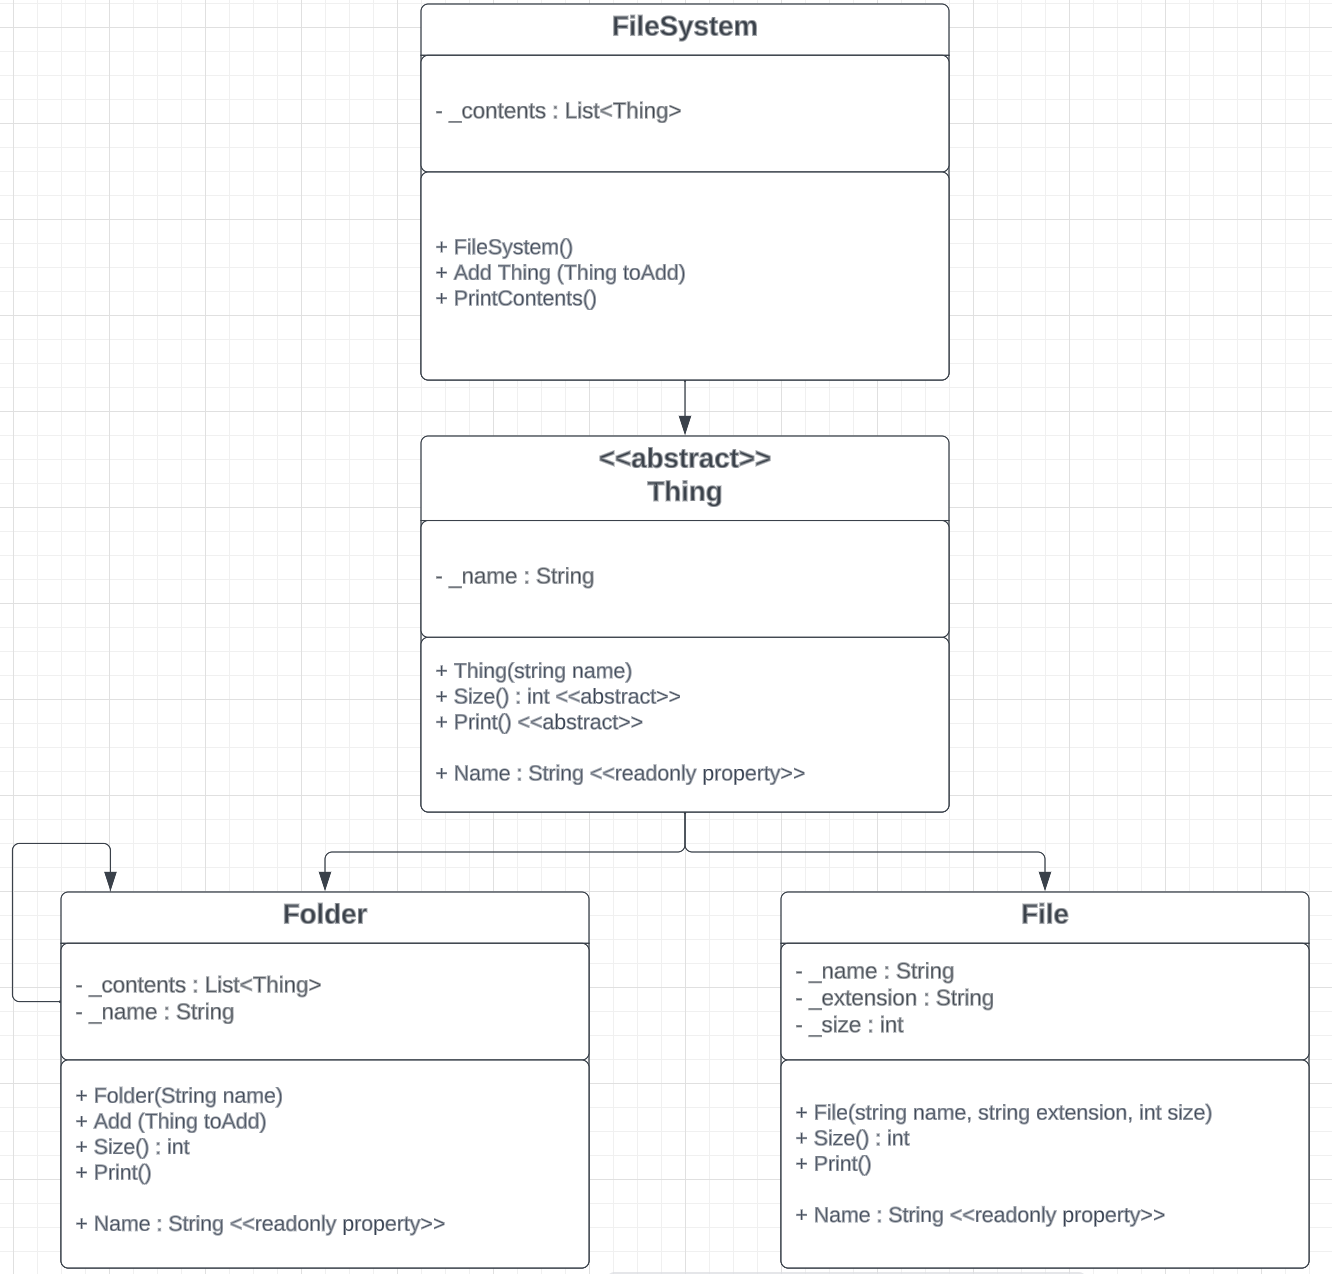 FileSystem
- _contents : List<Thing>
+ FileSystem()
+ Add Thing (Thing toAdd)
+ PrintContents()
<<abstract>>
Thing
- _name : String
+ Thing(string name)
+ Size() : int <<abstract>>
+ Print() <<abstract>>
+ Name : String <<readonly property>>
Folder
- _contents : List<Thing>
- _name : String
+ Folder(String name)
+ Add (Thing toAdd)
+ Size() : int
+ Print()
+ Name : String <<readonly property>>
File
- _name : String
- _extension : String
- _size : int
+ File(string name, string extension, int size)
+ Size() : int
+ Print()
+ Name : String <<readonly property>>